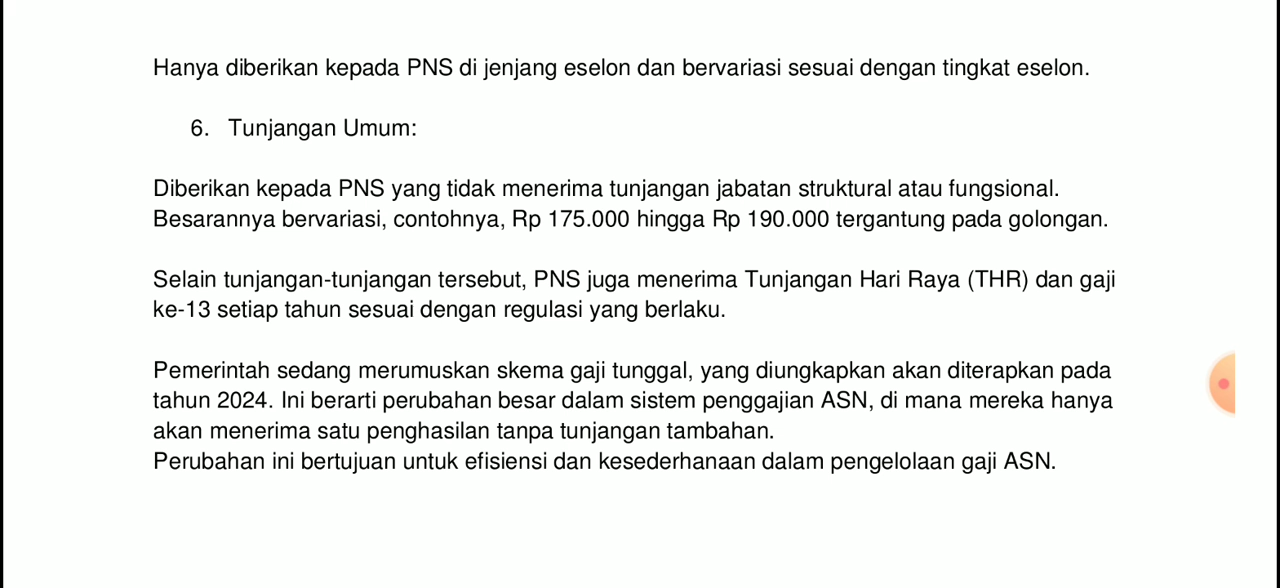 Hanya diberikan kepada PNS di jenjang eselon dan bervariasi sesuai dengan tingkat eselon.
6. Tunjangan Umum:
Diberikan kepada PNS yang tidak menerima tunjangan jabatan struktural atau fungsional.
Besarannya bervariasi, contohnya, Rp 175.000 hingga Rp 190.000 tergantung pada golongan.
Selain tunjangan-tunjangan tersebut, PNS juga menerima Tunjangan Hari Raya (THR) dan gaji
ke-13 setiap tahun sesuai dengan regulasi yang berlaku.
Pemerintah sedang merumuskan skema gaji tunggal, yang diungkapkan akan diterapkan pada
tahun 2024. Ini berarti perubahan besar dalam sistem penggajian ASN, di mana mereka hanya
akan menerima satu penghasilan tanpa tunjangan tambahan.
Perubahan ini bertujuan untuk efisiensi dan kesederhanaan dalam pengelolaan gaji ASN.